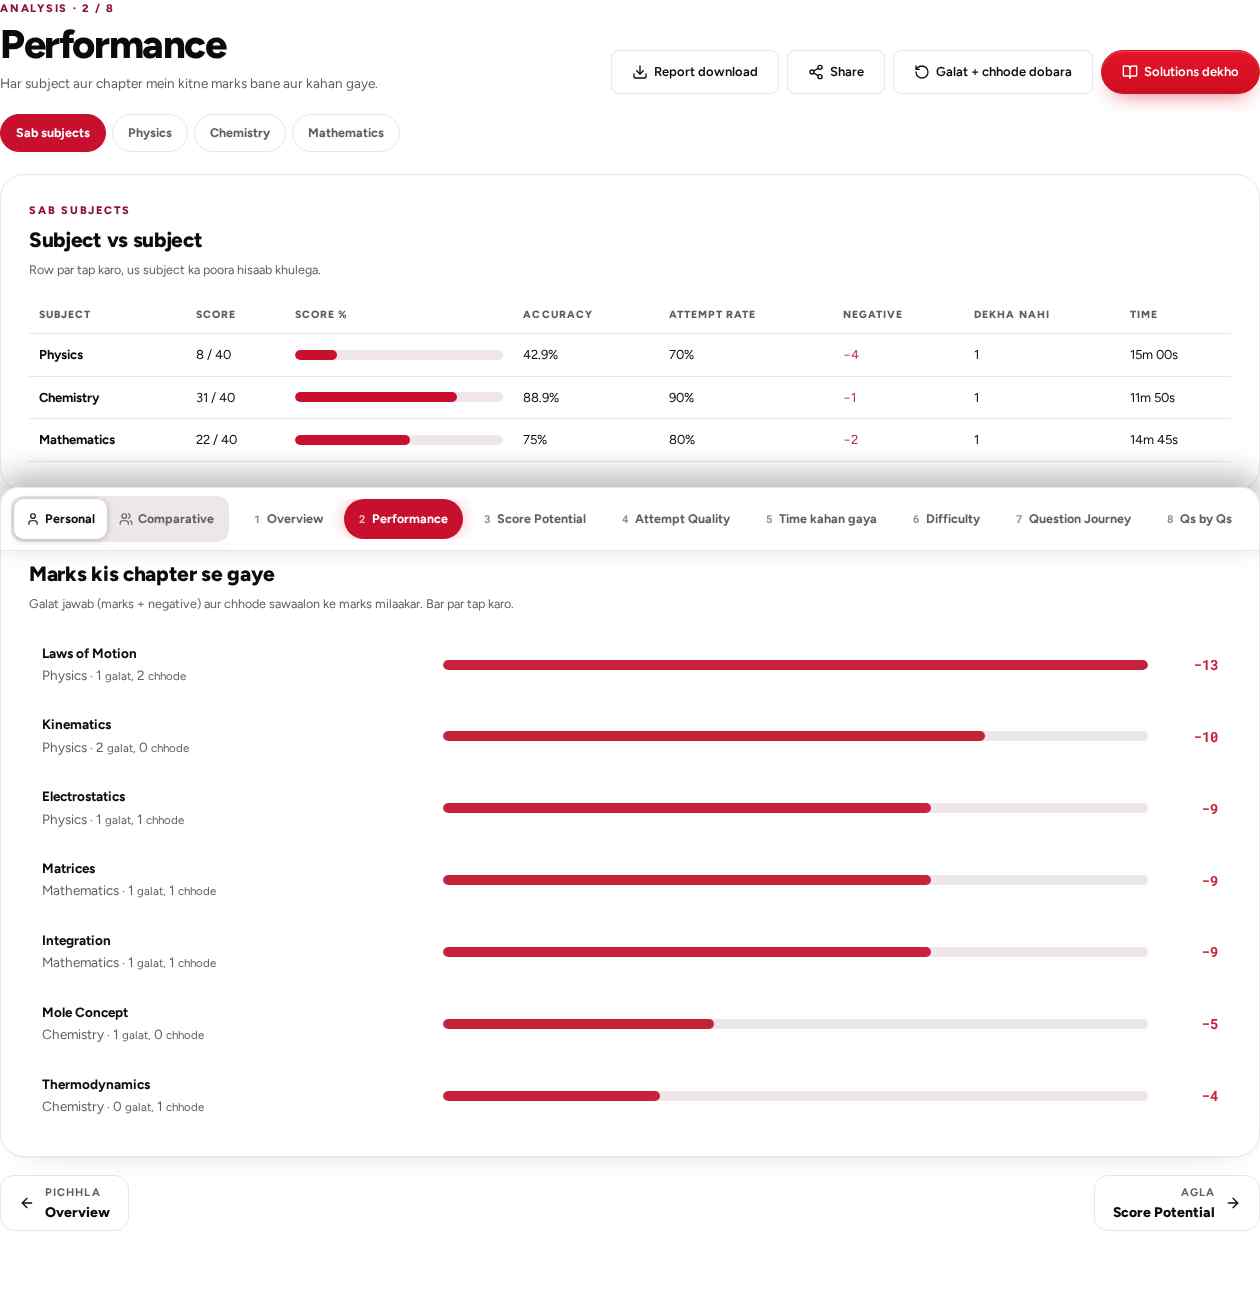 ANALYSIS · 2 / 8
Performance
Har subject aur chapter mein kitne marks bane aur kahan gaye.
Report download
Share
Galat + chhode dobara
Solutions dekho
Sab subjects
Physics
Chemistry
Mathematics
SAB SUBJECTS
Subject vs subject
Row par tap karo, us subject ka poora hisaab khulega.
SUBJECT SCORE SCORE % ACCURACY ATTEMPT RATE NEGATIVE DEKHA NAHI TIME
Physics 8 / 40 42.9% 70% −4 1 15m 00s
Chemistry 31 / 40 88.9% 90% −1 1 11m 50s
Mathematics 22 / 40 75% 80% −2 1 14m 45s
Personal
Comparative
1 Overview
2 Performance
3 Score Potential
4 Attempt Quality
5 Time kahan gaya
6 Difficulty
7 Question Journey
8 Qs by Qs
Marks kis chapter se gaye
Galat jawab (marks + negative) aur chhode sawaalon ke marks milaakar. Bar par tap karo.
Laws of Motion
Physics · 1 galat, 2 chhode
−13
Kinematics
Physics · 2 galat, 0 chhode
−10
Electrostatics
Physics · 1 galat, 1 chhode
−9
Matrices
Mathematics · 1 galat, 1 chhode
−9
Integration
Mathematics · 1 galat, 1 chhode
−9
Mole Concept
Chemistry · 1 galat, 0 chhode
−5
Thermodynamics
Chemistry · 0 galat, 1 chhode
−4
PICHHLA
Overview
AGLA
Score Potential